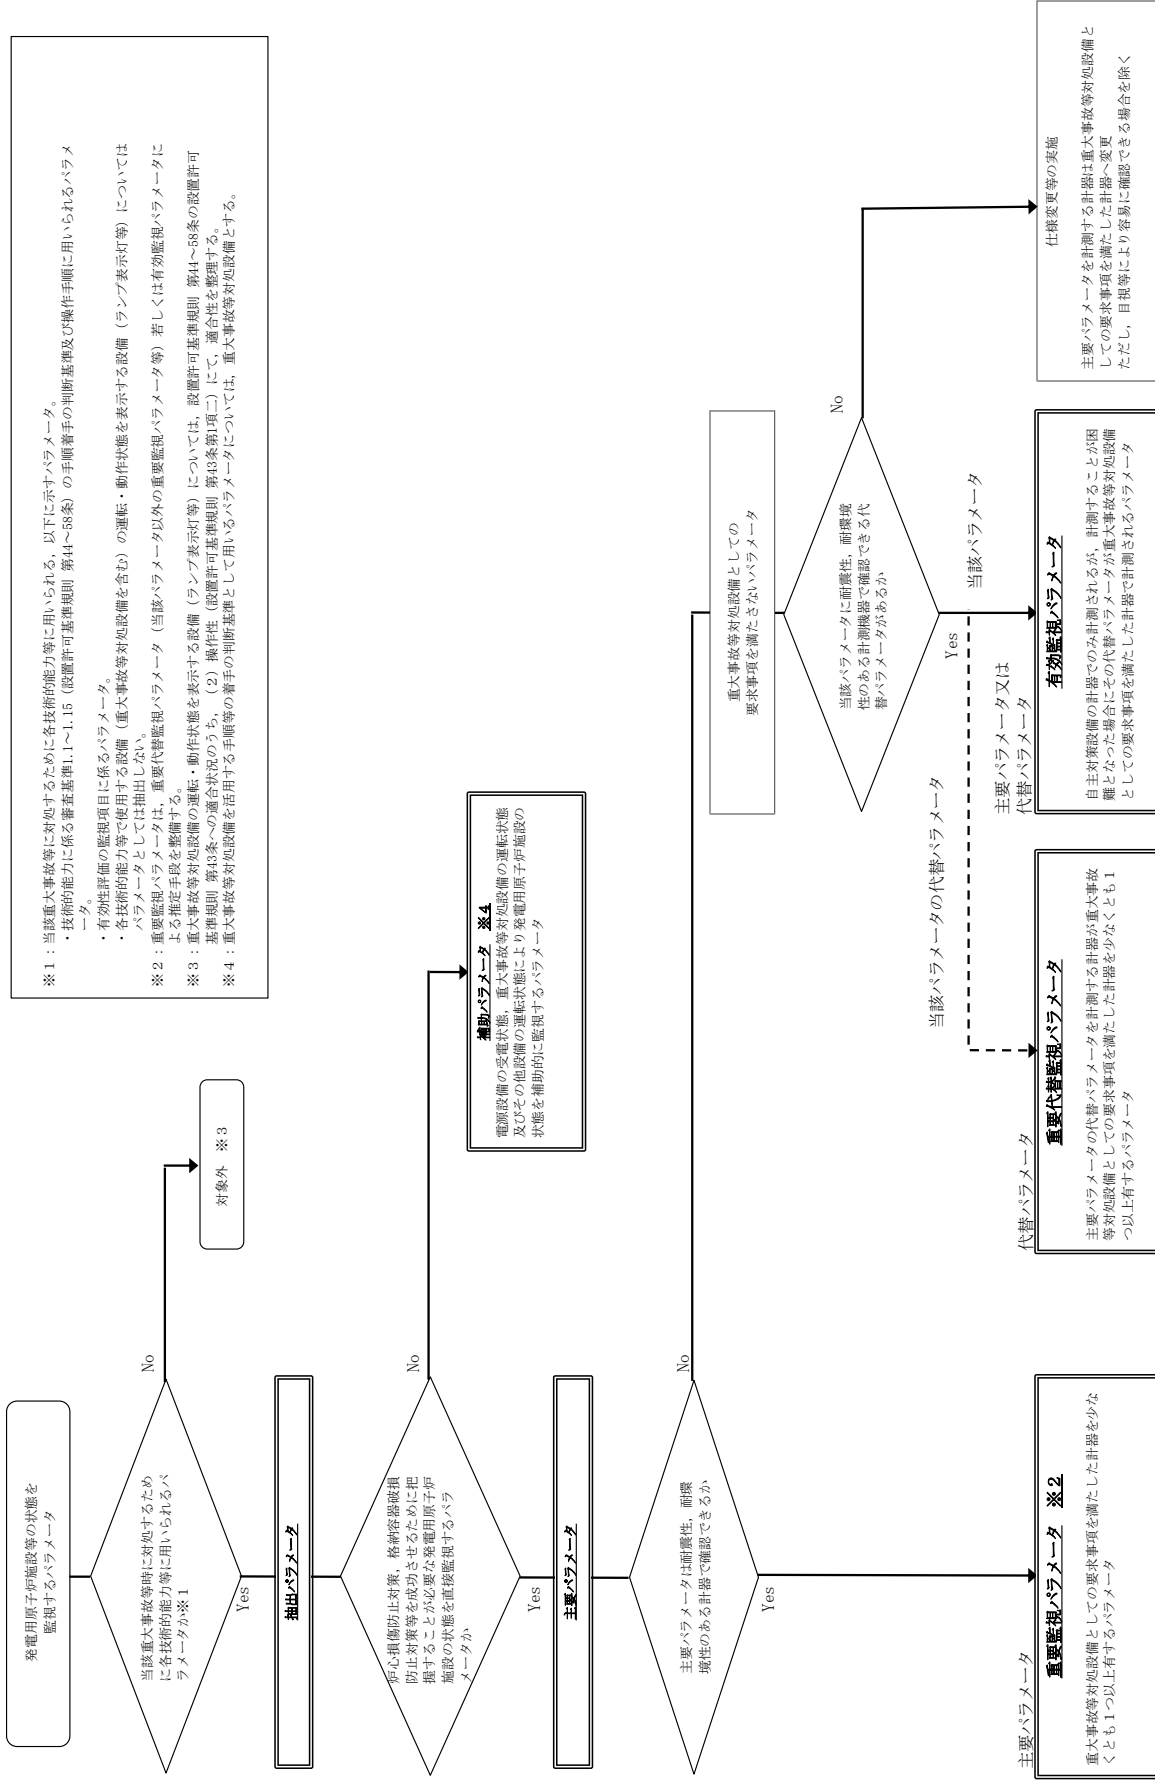 発電用原子炉施設等の状態を
監視するパラメータ
当該重大事故等時に対処するため
に各技術的能力等に用いられるパ
ラメータか※1
No
対象外　※3
Yes
抽出パラメータ
炉心損傷防止対策，格納容器破損
防止対策等を成功させるために把
握することが必要な発電用原子炉
施設の状態を直接監視するパラ
メータか
No
補助パラメータ　※4
電源設備の受電状態，重大事故等対処設備の運転状態
及びその他設備の運転状態により発電用原子炉施設の
状態を補助的に監視するパラメータ
Yes
主要パラメータ
主要パラメータは耐震性，耐環
境性のある計器で確認できるか
No
Yes
重大事故等対処設備としての
要求事項を満たさないパラメータ
当該パラメータに耐震性，耐環境
性のある計測機器で確認できる代
替パラメータがあるか
No
Yes
当該パラメータ
当該パラメータの代替パラメータ
主要パラメータ
重要監視パラメータ　※2
重大事故等対処設備としての要求事項を満たした計器を少な
くとも1つ以上有するパラメータ
代替パラメータ
重要代替監視パラメータ
主要パラメータの代替パラメータを計測する計器が重大事故
等対処設備としての要求事項を満たした計器を少なくとも1
つ以上有するパラメータ
主要パラメータ又は
代替パラメータ
有効監視パラメータ
自主対策設備の計器でのみ計測されるが，計測することが困
難となった場合にその代替パラメータが重大事故等対処設備
としての要求事項を満たした計器で計測されるパラメータ
仕様変更等の実施
主要パラメータを計測する計器は重大事故等対処設備と
しての要求事項を満たした計器へ変更
ただし，目視等により容易に確認できる場合を除く
※1：当該重大事故等に対処するために各技術的能力等に用いられる，以下に示すパラメータ。
・技術的能力に係る審査基準1.1～1.15（設置許可基準規則 第44～58条）の手順着手の判断基準及び操作手順に用いられるパラメ
ータ。
・有効性評価の監視項目に係るパラメータ。
・各技術的能力等で使用する設備（重大事故等対処設備を含む）の運転・動作状態を表示する設備（ランプ表示灯等）については
パラメータとしては抽出しない。
※2：重要監視パラメータは，重要代替監視パラメータ（当該パラメータ以外の重要監視パラメータ等）若しくは有効監視パラメータに
よる推定手段を整備する。
※3：重大事故等対処設備の運転・動作状態を表示する設備（ランプ表示灯等）については，設置許可基準規則 第44～58条の設置許可
基準規則 第43条への適合状況のうち，（2）操作性（設置許可基準規則 第43条第1項二）にて，適合性を整理する。
※4：重大事故等対処設備を活用する手順等の着手の判断基準として用いるパラメータについては，重大事故等対処設備とする。